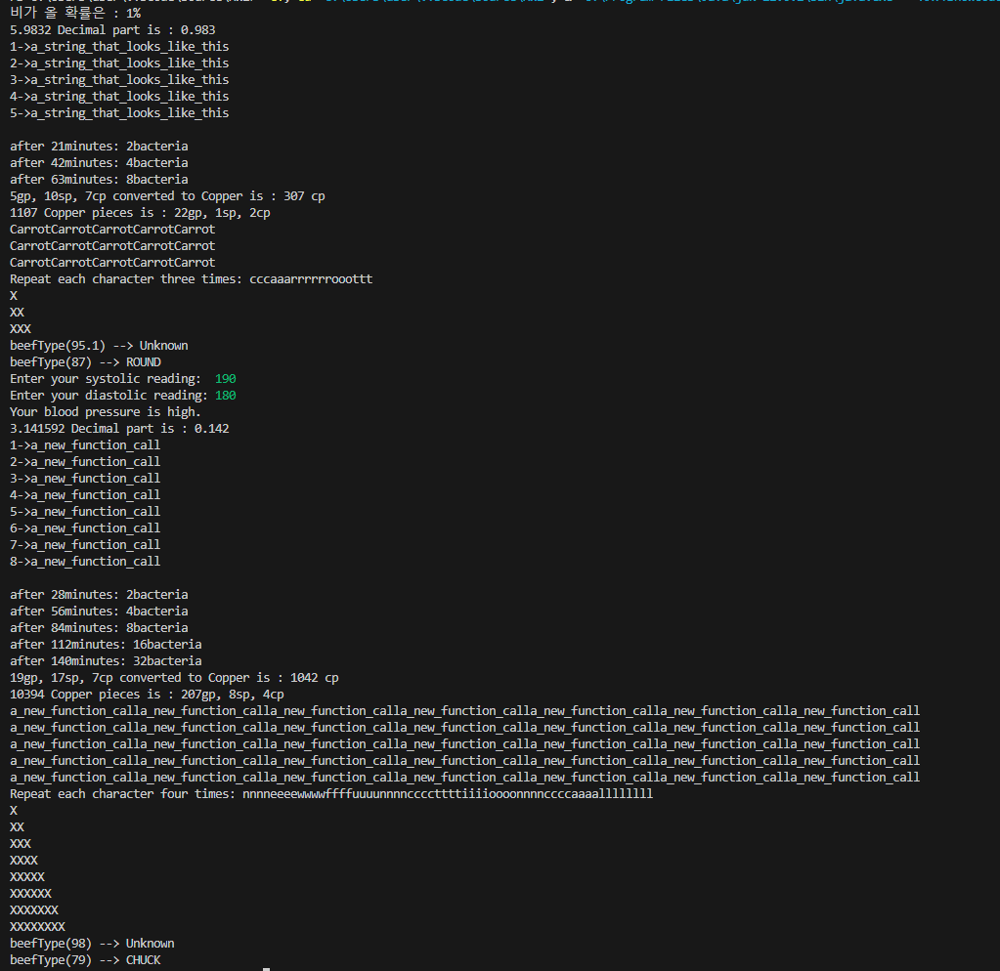 비가 올 확률은 : 1%
5.9832 Decimal part is : 0.983
1->a_string_that_looks_like_this
2->a_string_that_looks_like_this
3->a_string_that_looks_like_this
4->a_string_that_looks_like_this
5->a_string_that_looks_like_this
after 21minutes: 2bacteria
after 42minutes: 4bacteria
after 63minutes: 8bacteria
5gp, 10sp, 7cp converted to Copper is : 307 cp
1107 Copper pieces is : 22gp, 1sp, 2cp
CarrotCarrotCarrotCarrotCarrot
CarrotCarrotCarrotCarrotCarrot
CarrotCarrotCarrotCarrotCarrot
Repeat each character three times: cccaaarrrrrrooottt
X
XX
XXX
beefType(95.1) --> Unknown
beefType(87) --> ROUND
Enter your systolic reading:  190
Enter your diastolic reading: 180
Your blood pressure is high.
3.141592 Decimal part is : 0.142
1->a_new_function_call
2->a_new_function_call
3->a_new_function_call
4->a_new_function_call
5->a_new_function_call
6->a_new_function_call
7->a_new_function_call
8->a_new_function_call
after 28minutes: 2bacteria
after 56minutes: 4bacteria
after 84minutes: 8bacteria
after 112minutes: 16bacteria
after 140minutes: 32bacteria
19gp, 17sp, 7cp converted to Copper is : 1042 cp
10394 Copper pieces is : 207gp, 8sp, 4cp
a_new_function_calla_new_function_calla_new_function_calla_new_function_calla_new_function_calla_new_function_calla_new_function_call
a_new_function_calla_new_function_calla_new_function_calla_new_function_calla_new_function_calla_new_function_calla_new_function_call
a_new_function_calla_new_function_calla_new_function_calla_new_function_calla_new_function_calla_new_function_calla_new_function_call
a_new_function_calla_new_function_calla_new_function_calla_new_function_calla_new_function_calla_new_function_calla_new_function_call
a_new_function_calla_new_function_calla_new_function_calla_new_function_calla_new_function_calla_new_function_calla_new_function_call
Repeat each character four times: nnnneeeewwwwffffuuuunnnnccccttttiiiioooonnnnccccaaaallllllll
X
XX
XXX
XXXX
XXXXX
XXXXXX
XXXXXXX
XXXXXXXX
beefType(98) --> Unknown
beefType(79) --> CHUCK